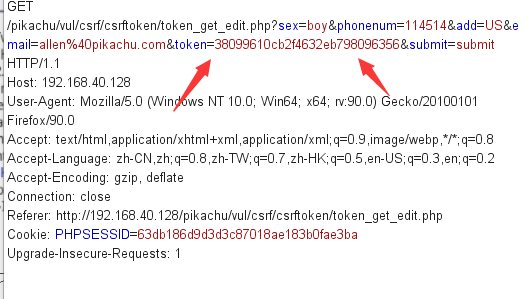 GET
/pikachu/vul/csrf/csrftoken/token_get_edit.php?sex=boy&phonenum=114514&add=US&e
mail=allen%40pikachu.com&token=38099610cb2f4632eb798096356&submit=submit
HTTP/1.1
Host: 192.168.40.128
User-Agent: Mozilla/5.0 (Windows NT 10.0; Win64; x64; rv:90.0) Gecko/20100101
Firefox/90.0
Accept: text/html,application/xhtml+xml,application/xml;q=0.9,image/webp,*/*;q=0.8
Accept-Language: zh-CN,zh;q=0.8,zh-TW;q=0.7,zh-HK;q=0.5,en-US;q=0.3,en;q=0.2
Accept-Encoding: gzip, deflate
Connection: close
Referer: http://192.168.40.128/pikachu/vul/csrf/csrftoken/token_get_edit.php
Cookie: PHPSESSID=63db186d9d3d3c87018ae183b0fae3ba
Upgrade-Insecure-Requests: 1